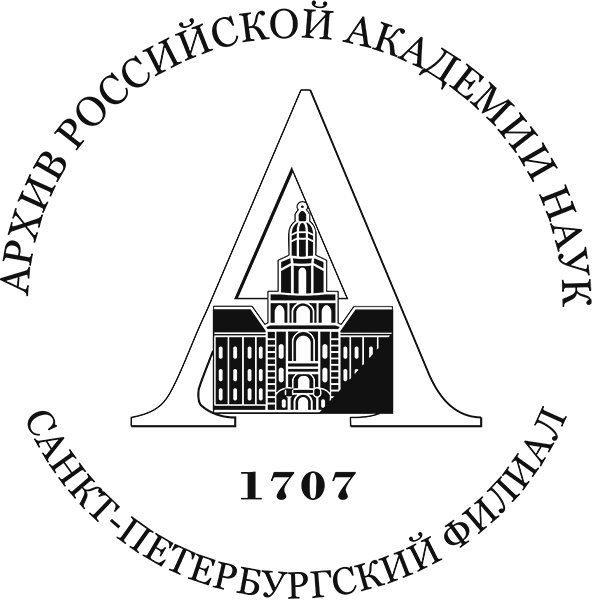 АРХИВ РОССИЙСКОЙ АКАДЕМИИ НАУК
1707
САНКТ-ПЕТЕРБУРГСКИЙ ФИЛИАЛ